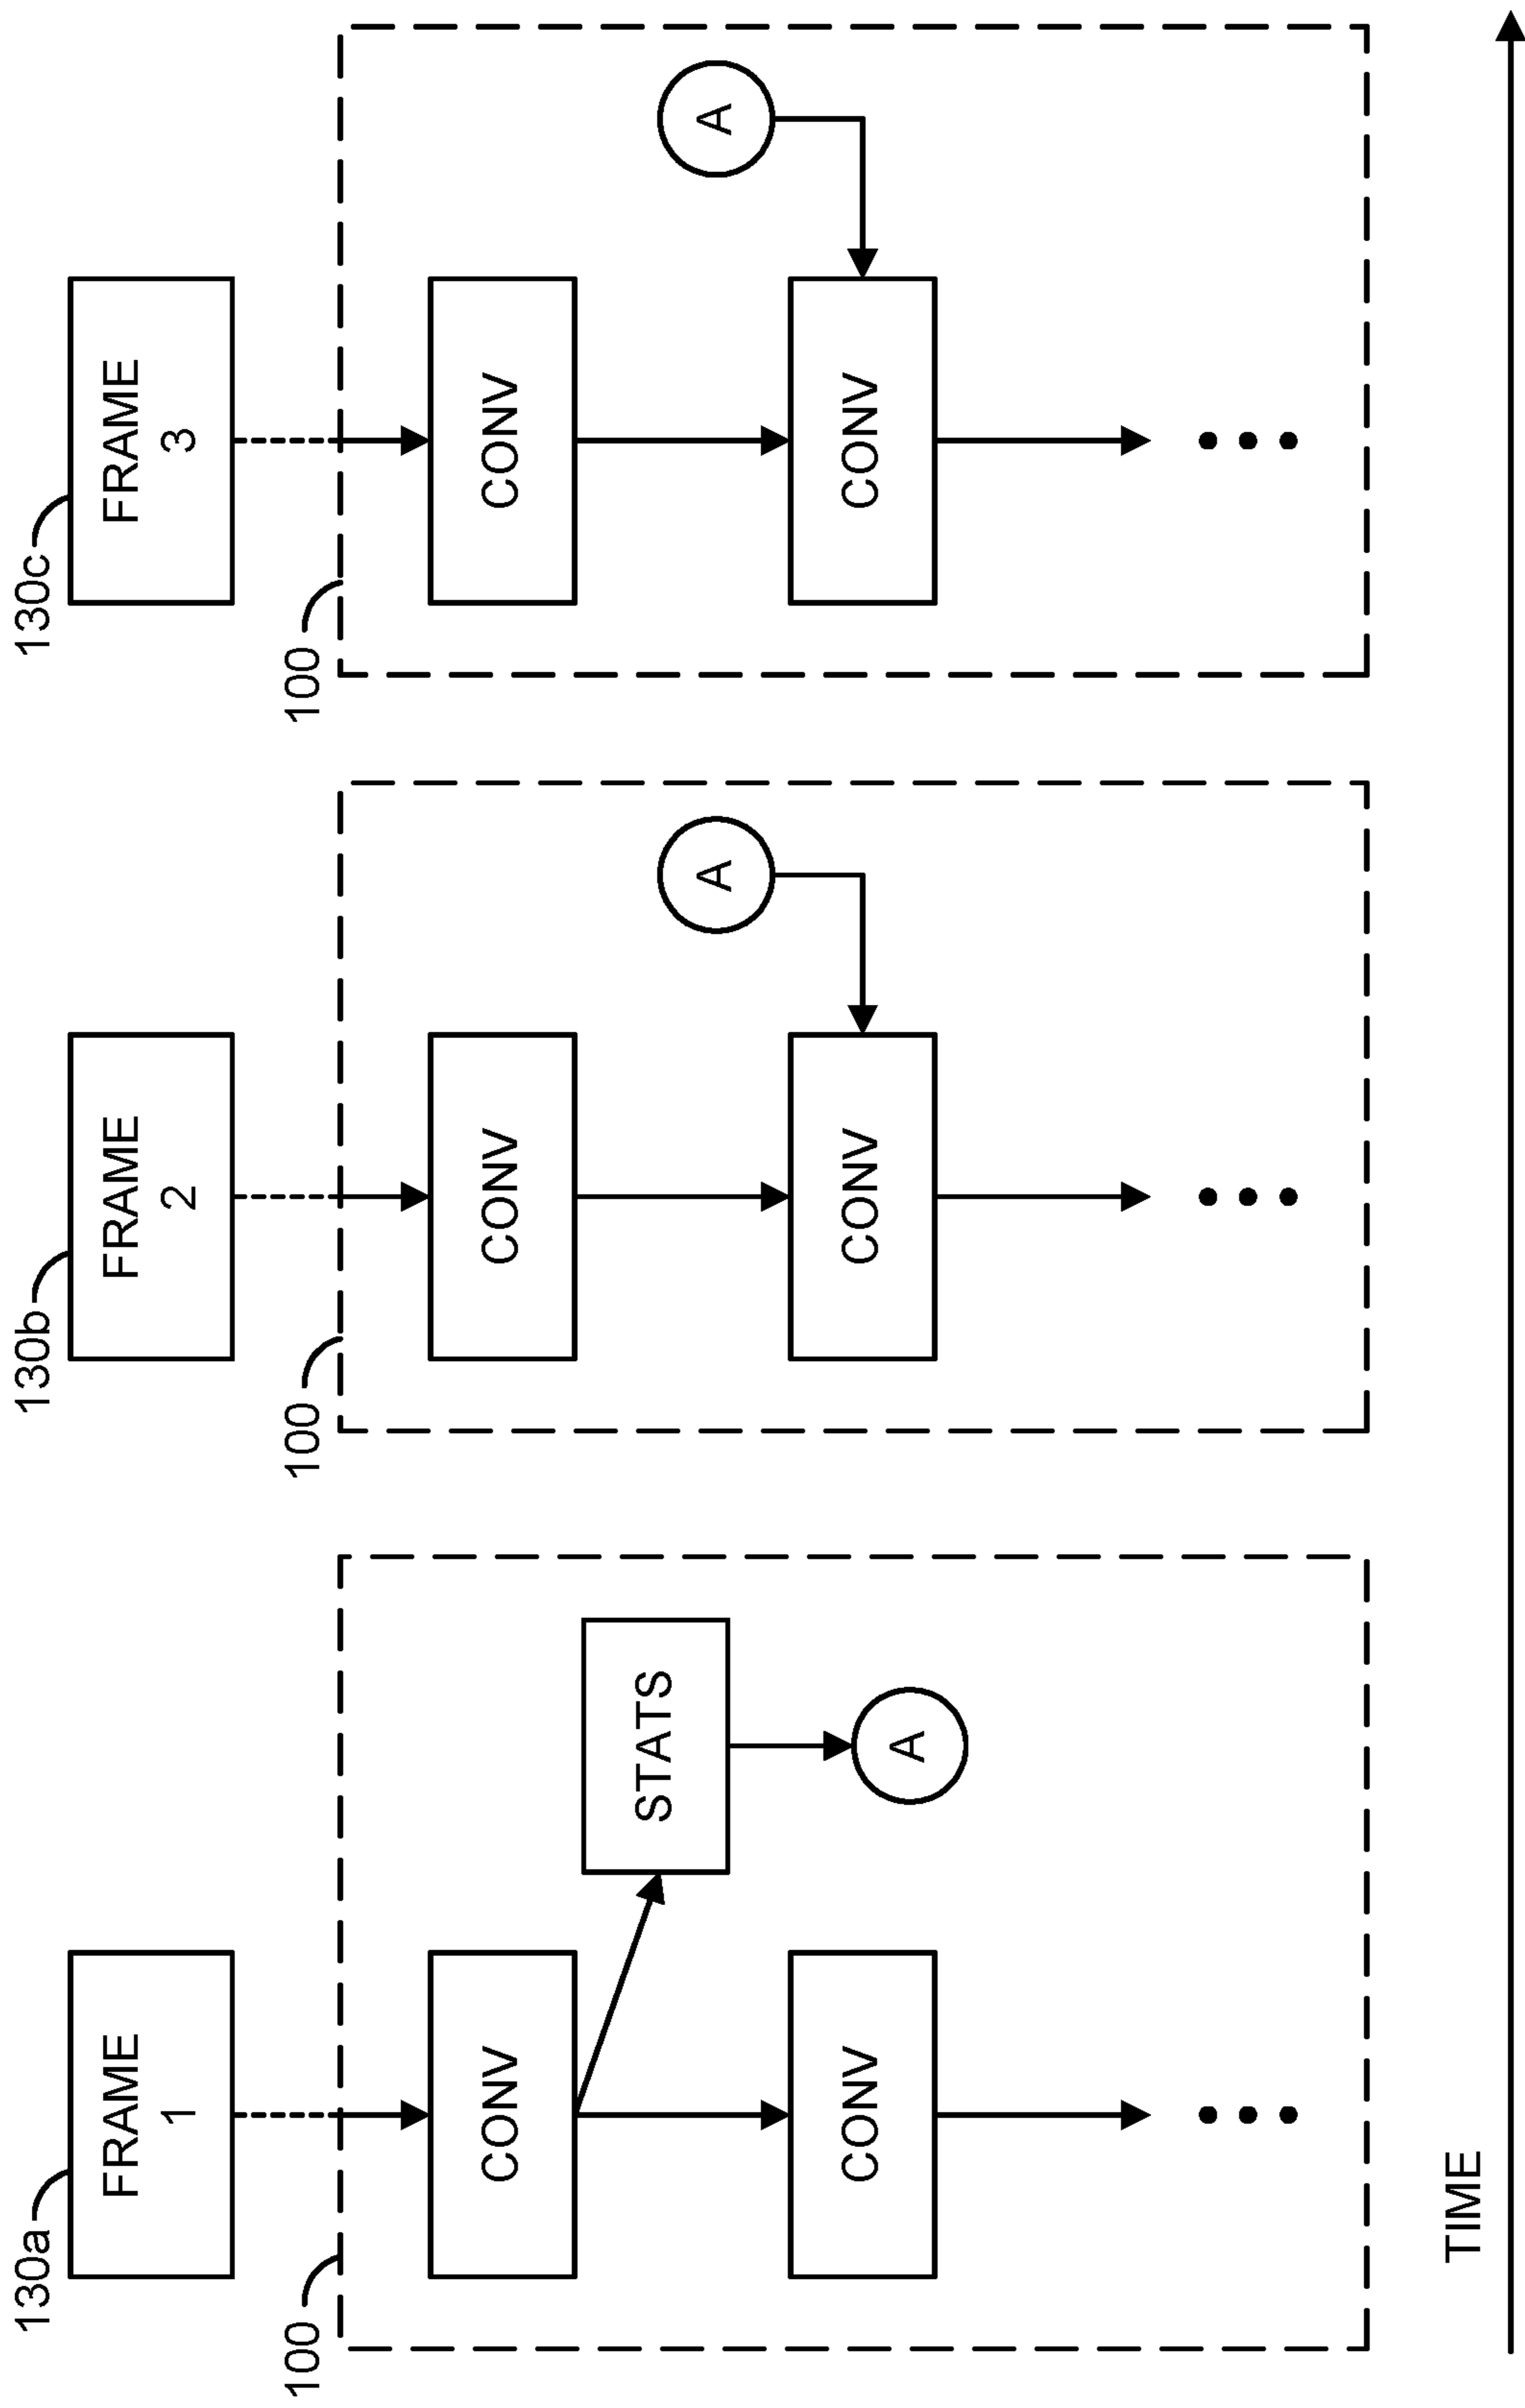 130a
FRAME
1
100
CONV
STATS
CONV
A
130b
FRAME
2
100
CONV
A
CONV
130c
FRAME
3
100
CONV
A
CONV
TIME